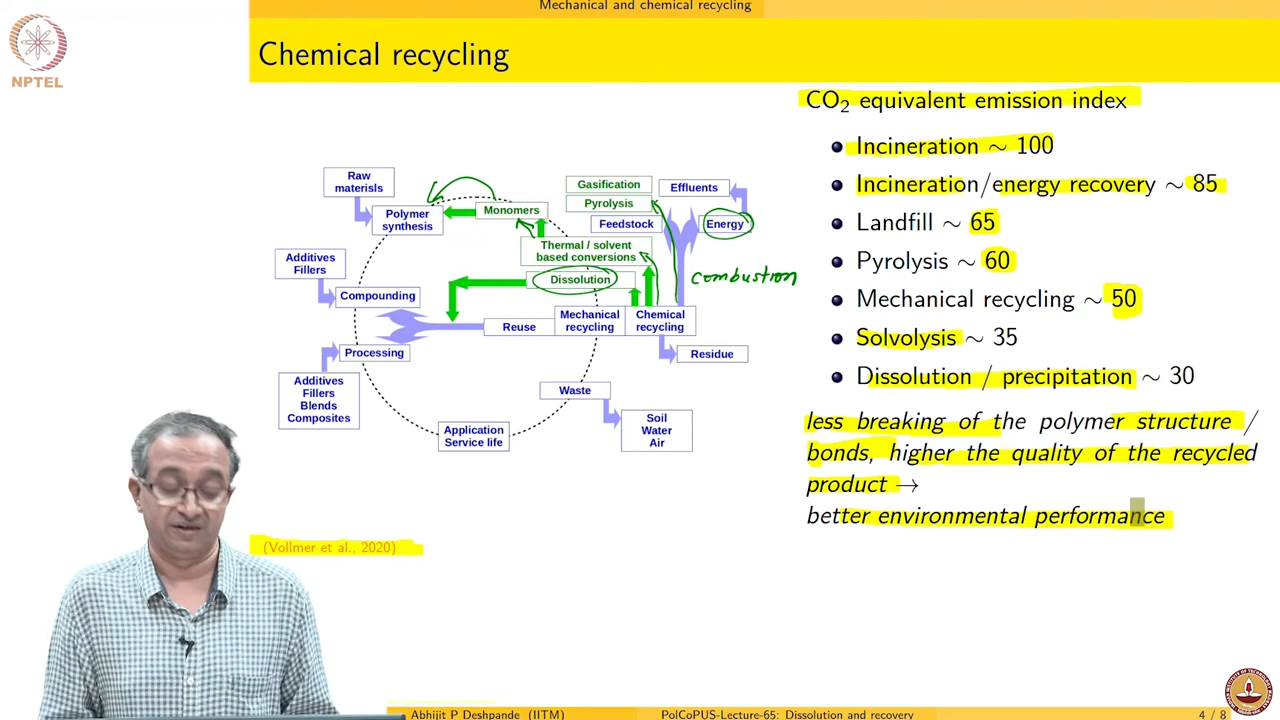 Mechanical and chemical recycling
NPTEL
Chemical recycling
CO2 equivalent emission index
Incineration ∼ 100
Incineration/energy recovery ∼ 85
Landfill ∼ 65
Pyrolysis ∼ 60
Mechanical recycling ∼ 50
Solvolysis ∼ 35
Dissolution / precipitation ∼ 30
less breaking of the polymer structure /
bonds, higher the quality of the recycled
product →
better environmental performance
Raw
materisls
Polymer
synthesis
Monomers
Gasification
Pyrolysis
Feedstock
Effluents
Energy
Thermal / solvent
based conversions
Dissolution
combustion
Additives
Fillers
Compounding
Reuse
Mechanical
recycling
Chemical
recycling
Processing
Residue
Additives
Fillers
Blends
Composites
Waste
Soil
Water
Air
Application
Service life
(Vollmer et al., 2020)
Abhijit P Deshpande (IITM)
PolCoPUS-Lecture-65: Dissolution and recovery
4 / 8